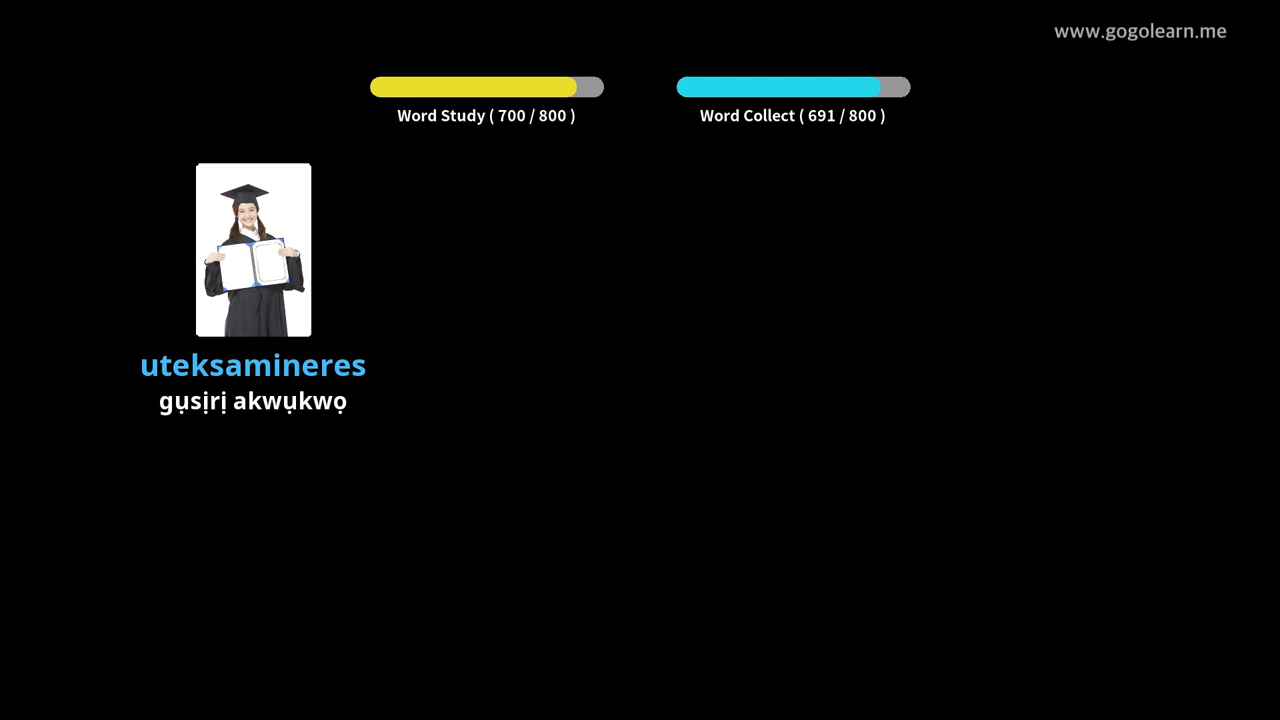 www.gogolearn.me
Word Study ( 700 / 800 )
Word Collect ( 691 / 800 )
uteksamineres
gụsịrị akwụkwọ